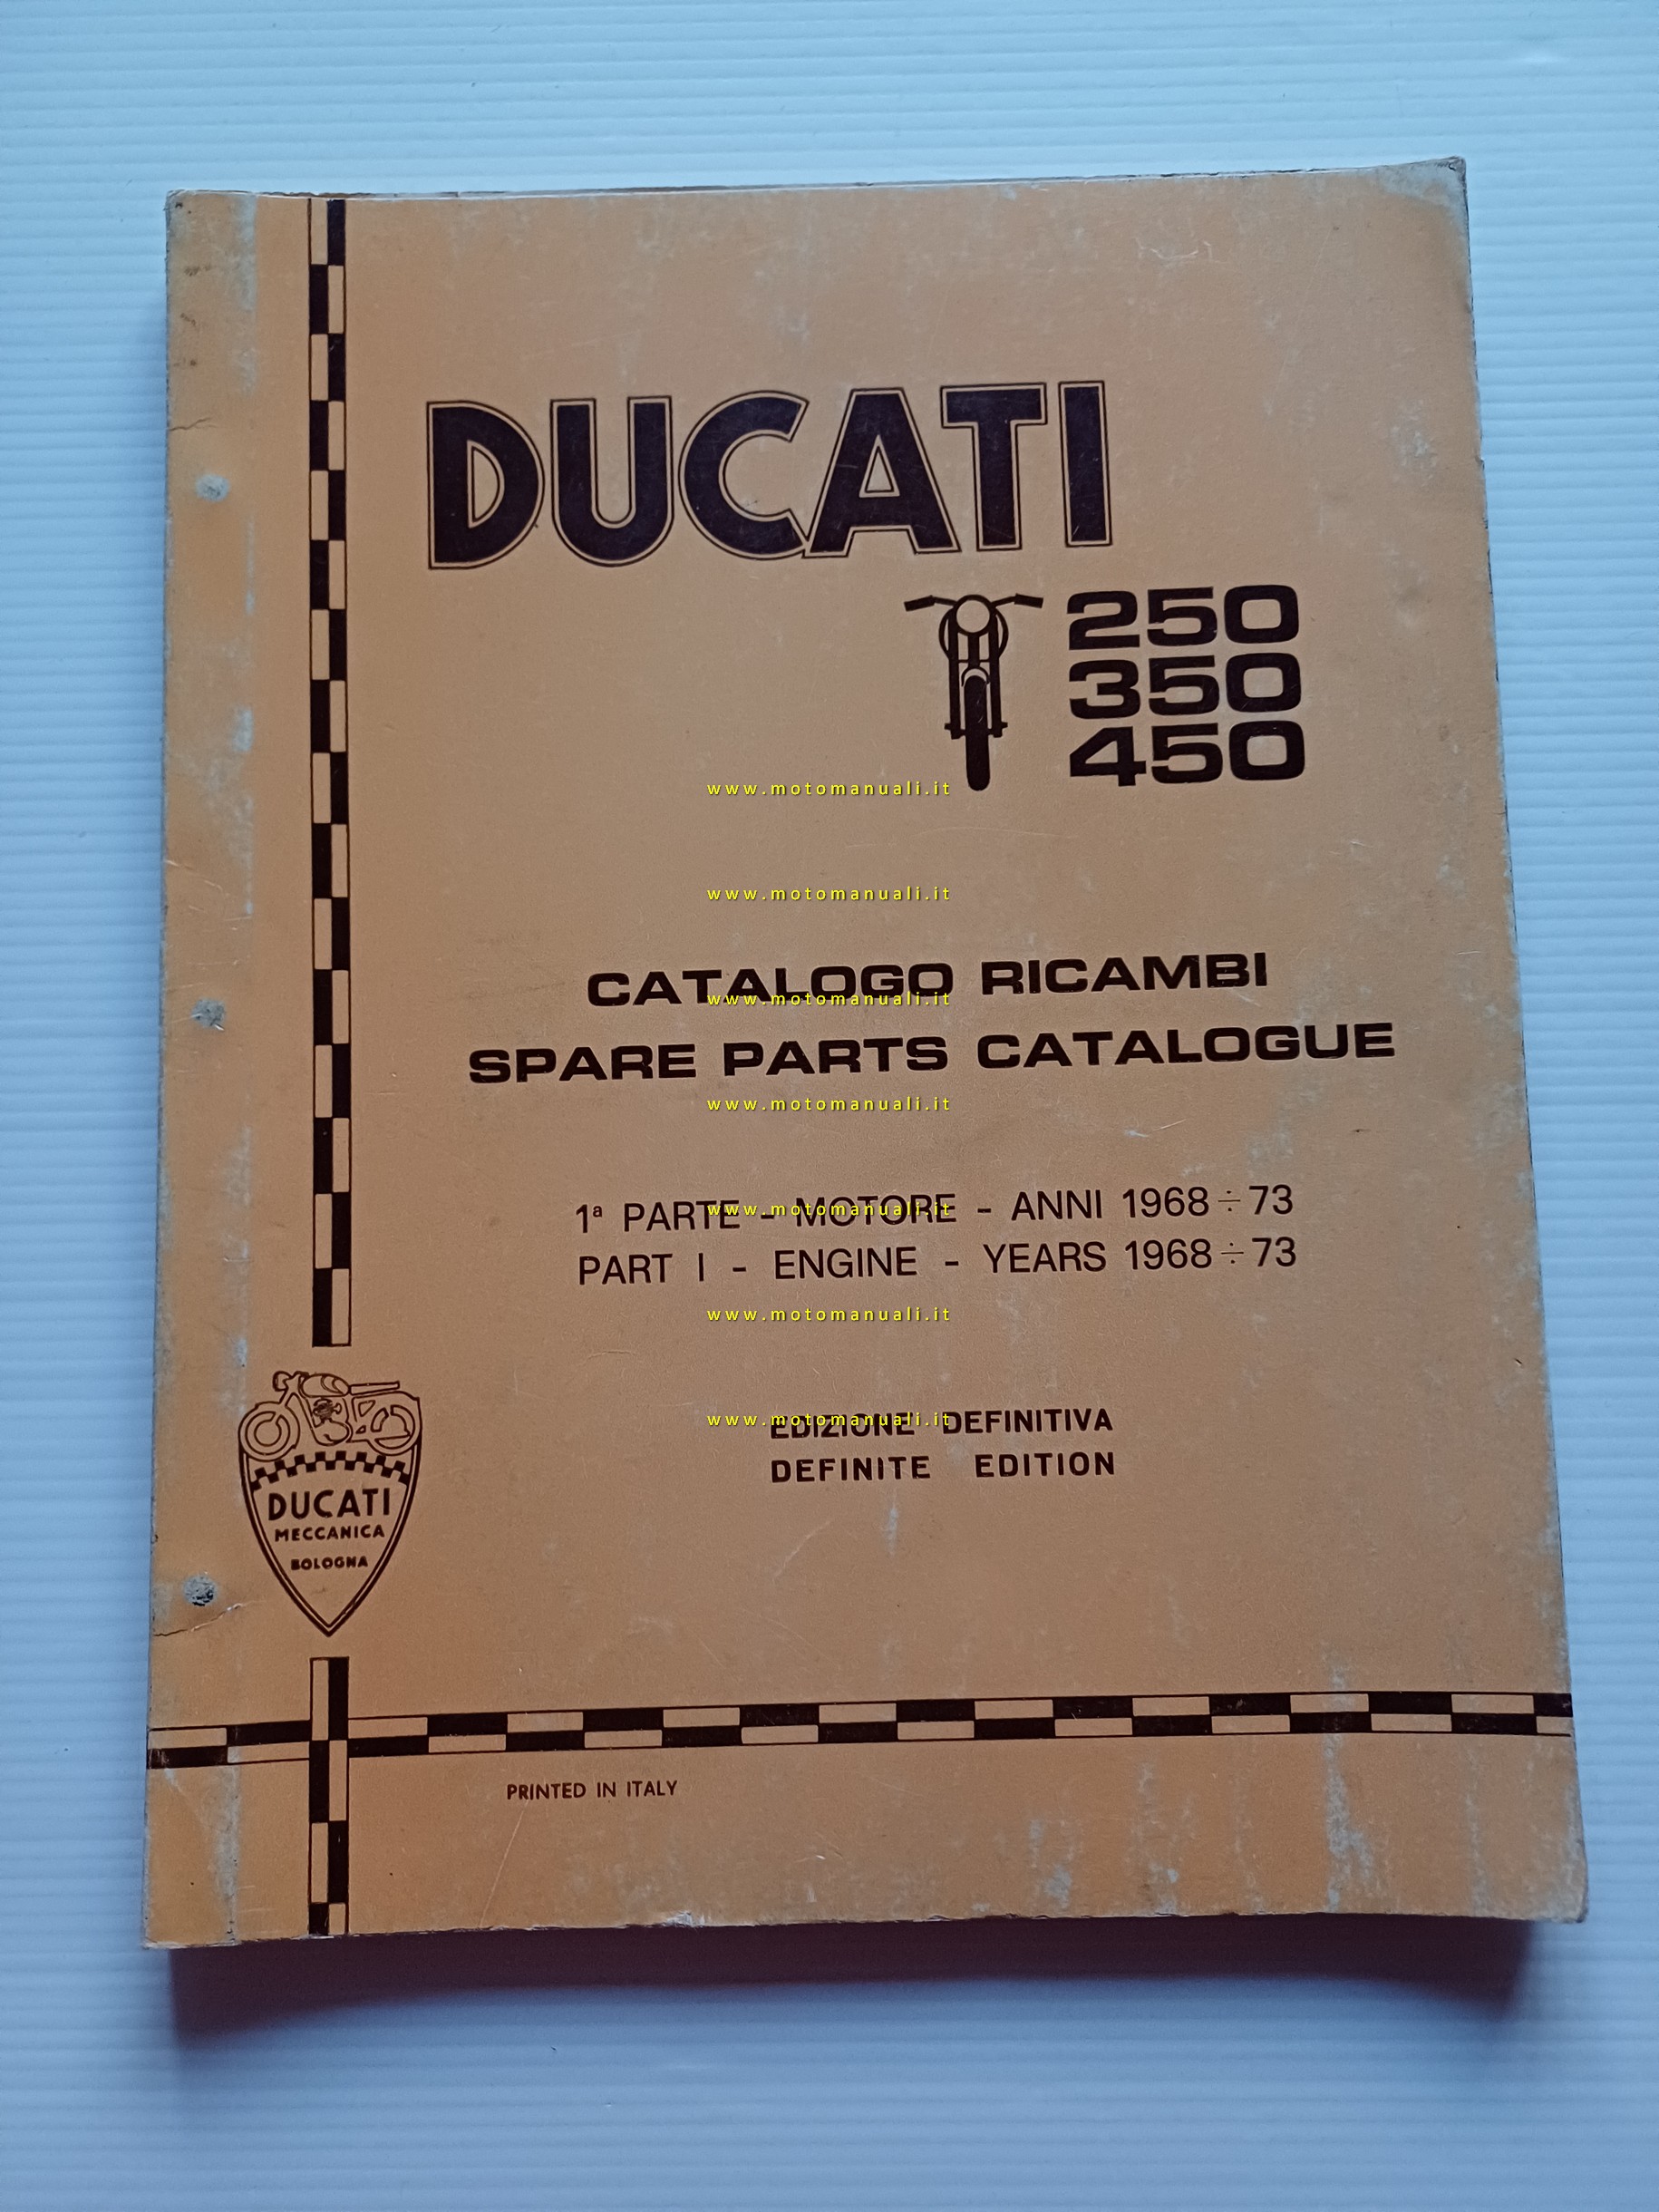 DUCATI
250
350
450
www.motomanuali.it
www.motomanuali.it
CATALOGO RICAMBI
www.motomanuali.it
SPARE PARTS CATALOGUE
www.motomanuali.it
1ª PARTE - MOTORE - ANNI 1968 ÷ 73
www.motomanuali.it
PART I - ENGINE - YEARS 1968 ÷ 73
www.motomanuali.it
EDIZIONE DEFINITIVA
www.motomanuali.it
DEFINITE EDITION
DUCATI
MECCANICA
BOLOGNA
PRINTED IN ITALY